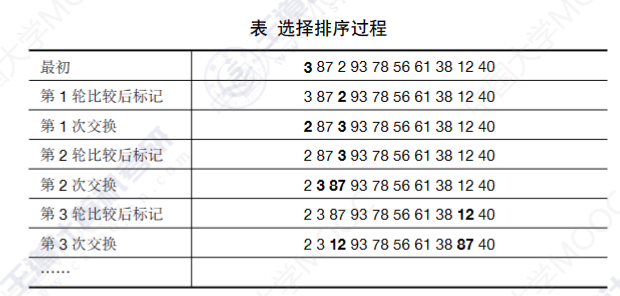 表 选择排序过程
最初 3 87 2 93 78 56 61 38 12 40
第 1 轮比较后标记 3 87 2 93 78 56 61 38 12 40
第 1 次交换 2 87 3 93 78 56 61 38 12 40
第 2 轮比较后标记 2 87 3 93 78 56 61 38 12 40
第 2 次交换 2 3 87 93 78 56 61 38 12 40
第 3 轮比较后标记 2 3 87 93 78 56 61 38 12 40
第 3 次交换 2 3 12 93 78 56 61 38 87 40
……